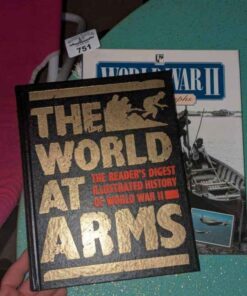 751
WORLD WAR II
THE
WORLD
AT
ARMS
THE READER'S DIGEST
ILLUSTRATED HISTORY
OF WORLD WAR II